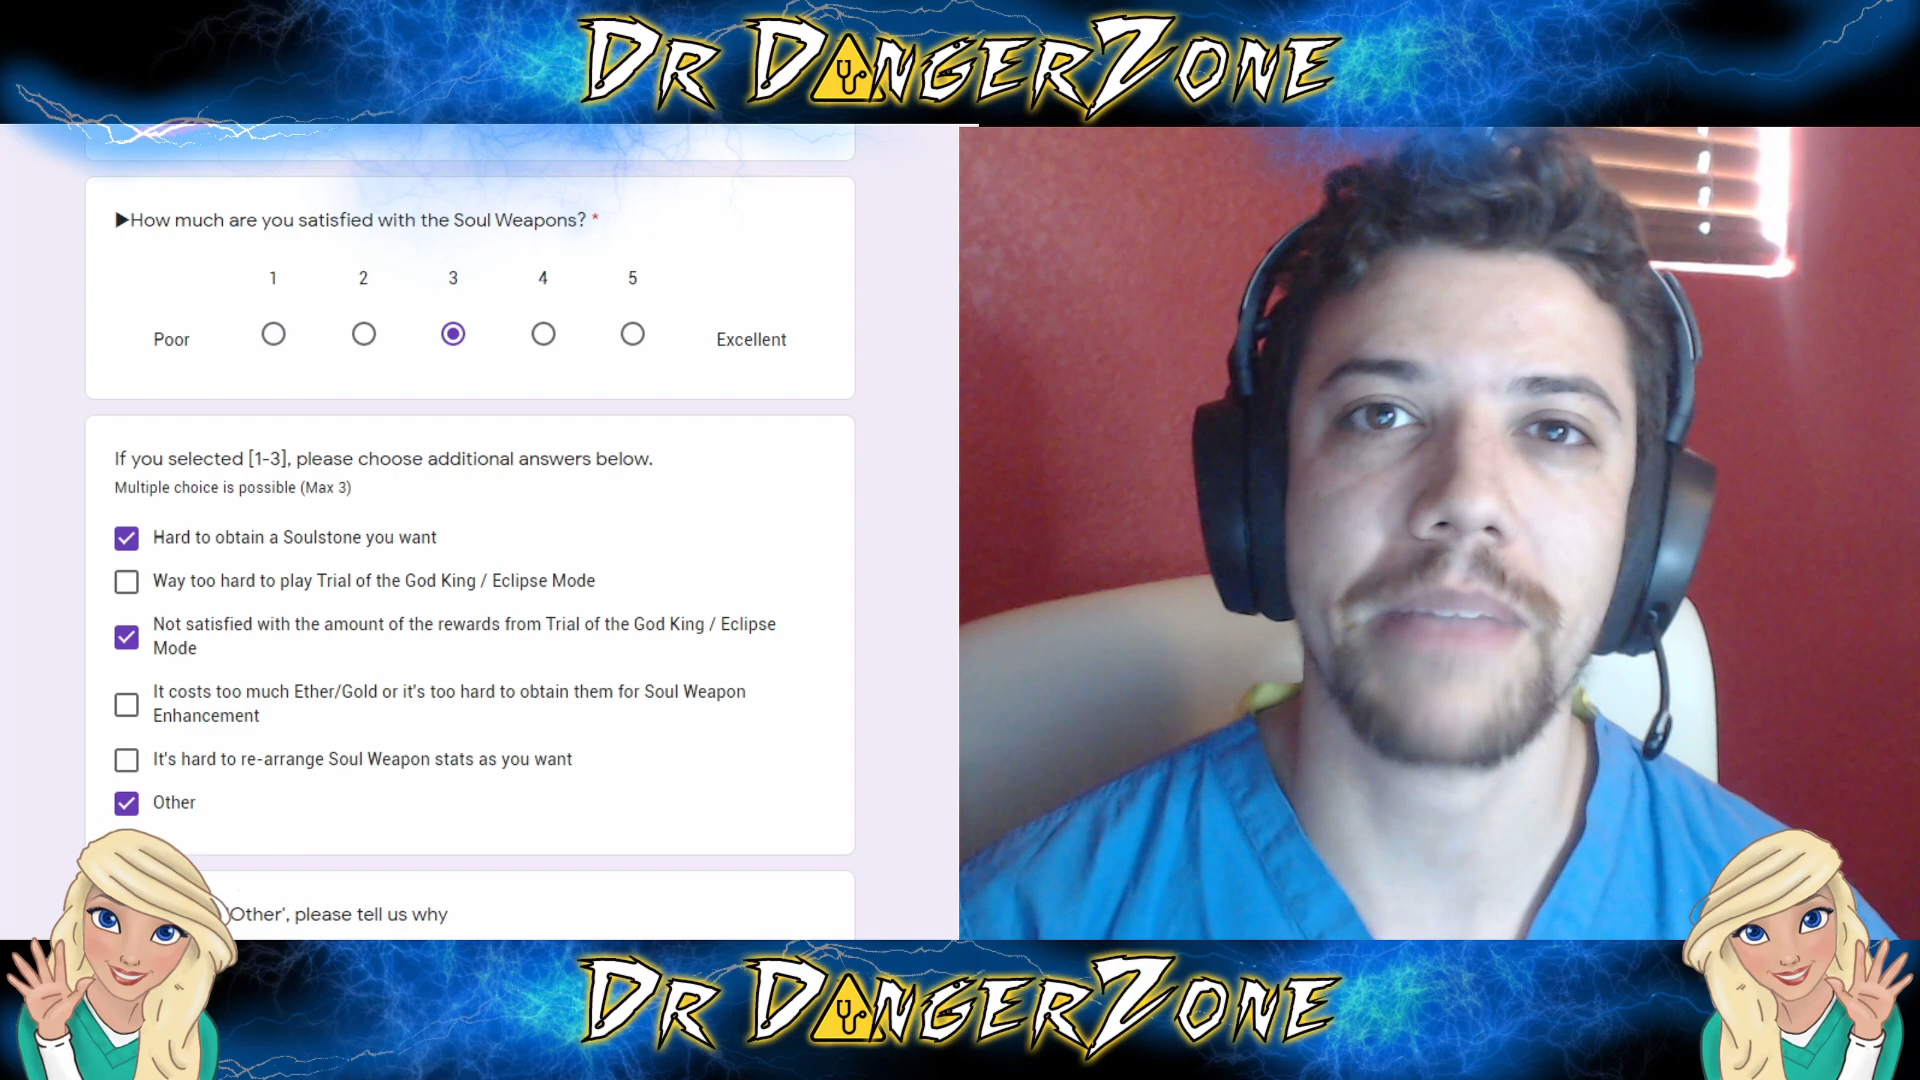 DR DANGERZONE
▶How much are you satisfied with the Soul Weapons? *
1 2 3 4 5
Poor Excellent
If you selected [1-3], please choose additional answers below.
Multiple choice is possible (Max 3)
Hard to obtain a Soulstone you want
Way too hard to play Trial of the God King / Eclipse Mode
Not satisfied with the amount of the rewards from Trial of the God King / Eclipse
Mode
It costs too much Ether/Gold or it's too hard to obtain them for Soul Weapon
Enhancement
It's hard to re-arrange Soul Weapon stats as you want
Other
Other', please tell us why
DR DANGERZONE